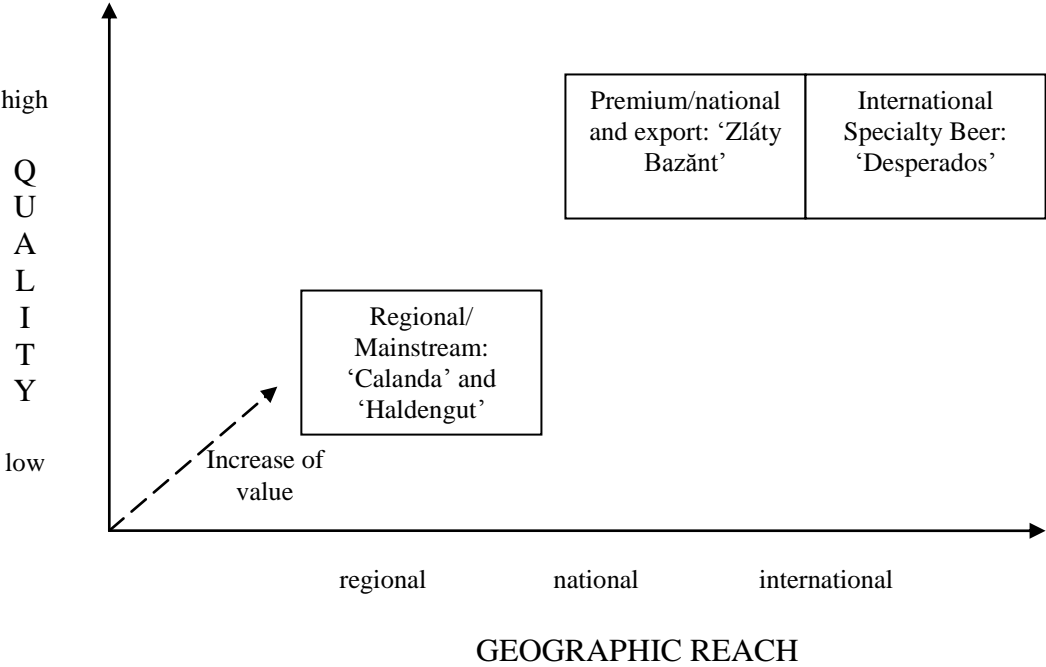 high
Q
U
A
L
I
T
Y
low
Premium/national
and export: ‘Zláty
Bazănt’
International
Specialty Beer:
‘Desperados’
Regional/
Mainstream:
‘Calanda’ and
‘Haldengut’
Increase of
value
regional
national
international
GEOGRAPHIC REACH